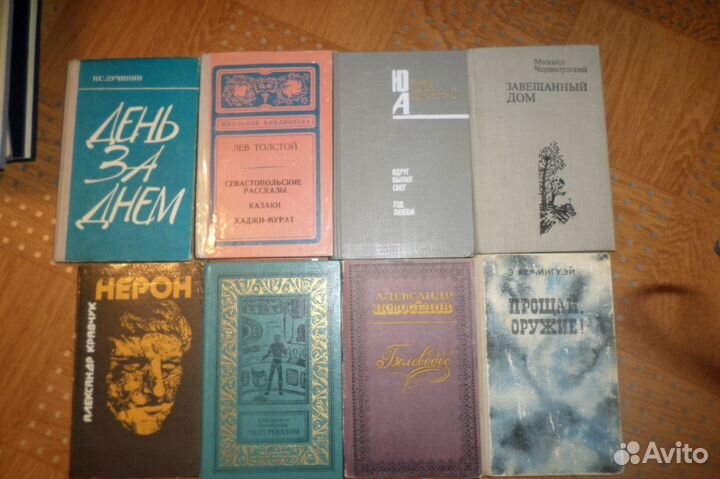 И.С.ЛУЧИНИН
ДЕНЬ
ЗА
ДНЕМ
ШКОЛЬНАЯ БИБЛИОТЕКА
ЛЕВ ТОЛСТОЙ
СЕВАСТОПОЛЬСКИЕ
РАССКАЗЫ
КАЗАКИ
ХАДЖИ-МУРАТ
ВДРУГ
ВЫПАЛ
СНЕГ
ГОД
ЛЮБВИ
Михаил
Чернолусский
ЗАВЕЩАННЫЙ
ДОМ
АЛЕКСАНДР КРАВЧУК
НЕРОН
АЛЕКСАНДР
НОВОСЁЛОВ
Беловодье
Э. ХЕМИНГУЭЙ
ПРОЩАЙ,
ОРУЖИЕ!
Avito